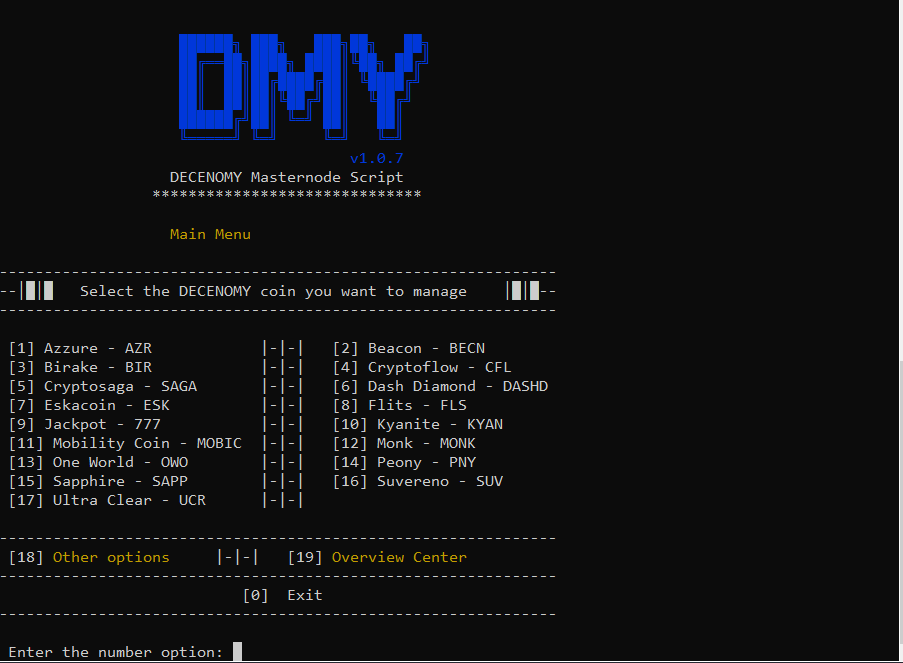 DMY
v1.0.7
DECENOMY Masternode Script
******************************
Main Menu
--------------------------------------------------------------
--|█|█   Select the DECENOMY coin you want to manage    |█|█--
--------------------------------------------------------------
[1] Azzure - AZR            |-|-|   [2] Beacon - BECN
[3] Birake - BIR            |-|-|   [4] Cryptoflow - CFL
[5] Cryptosaga - SAGA       |-|-|   [6] Dash Diamond - DASHD
[7] Eskacoin - ESK          |-|-|   [8] Flits - FLS
[9] Jackpot - 777           |-|-|   [10] Kyanite - KYAN
[11] Mobility Coin - MOBIC  |-|-|   [12] Monk - MONK
[13] One World - OWO        |-|-|   [14] Peony - PNY
[15] Sapphire - SAPP        |-|-|   [16] Suvereno - SUV
[17] Ultra Clear - UCR      |-|-|
--------------------------------------------------------------
[18] Other options     |-|-|   [19] Overview Center
--------------------------------------------------------------
[0]  Exit
--------------------------------------------------------------
Enter the number option: